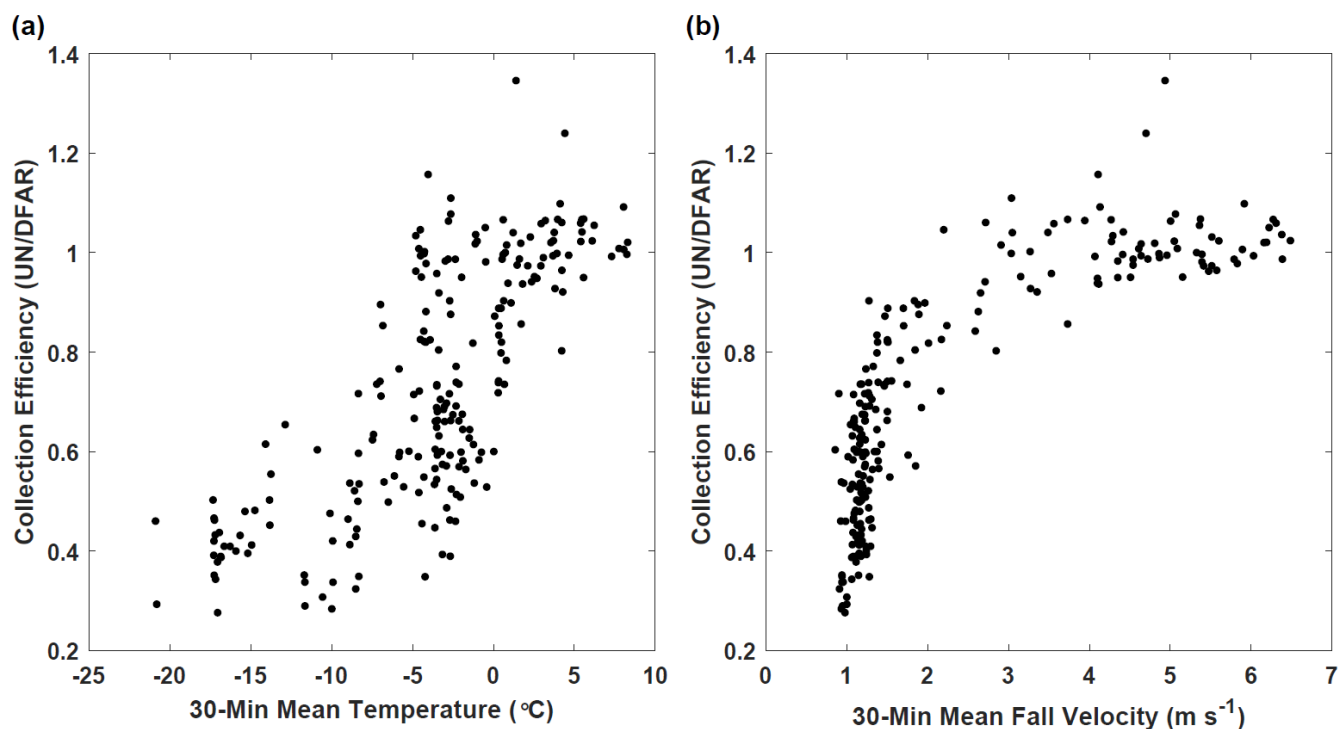 (a)
1.4
1.2
1
0.8
0.6
0.4
0.2
Collection Efficiency (UN/DFAR)
-25 -20 -15 -10 -5 0 5 10
30-Min Mean Temperature (°C)
(b)
1.4
1.2
1
0.8
0.6
0.4
0.2
Collection Efficiency (UN/DFAR)
0 1 2 3 4 5 6 7
30-Min Mean Fall Velocity (m s⁻¹)